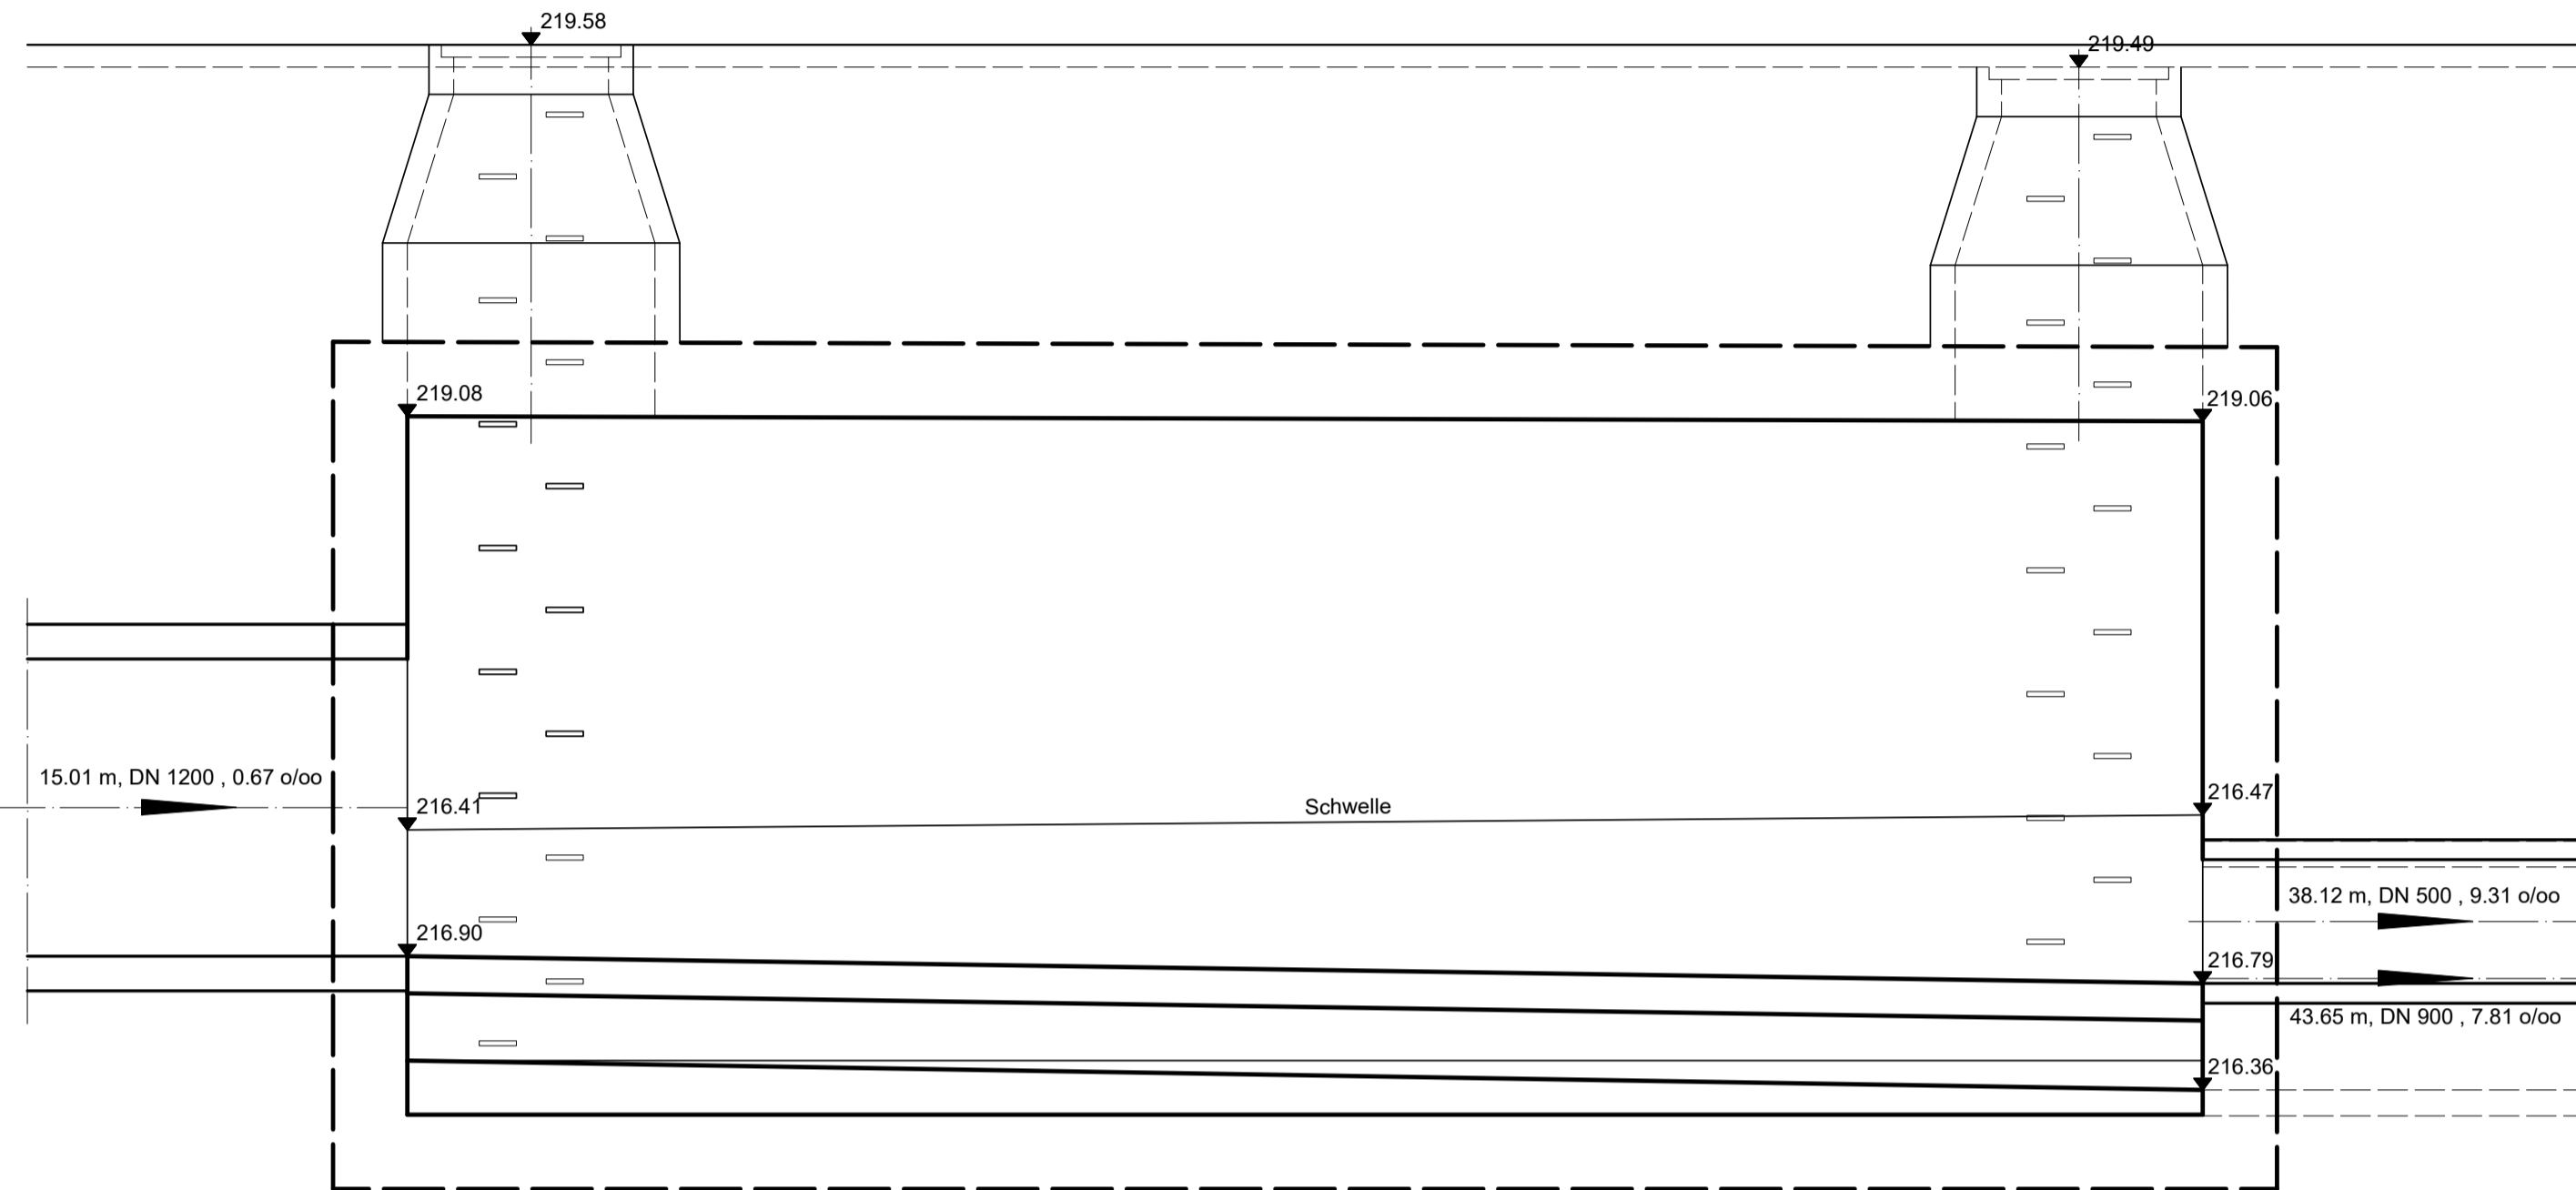 219.58
219.49
219.08
219.06
15.01 m, DN 1200 , 0.67 o/oo
216.41
Schwelle
216.47
38.12 m, DN 500 , 9.31 o/oo
216.90
216.79
43.65 m, DN 900 , 7.81 o/oo
216.36